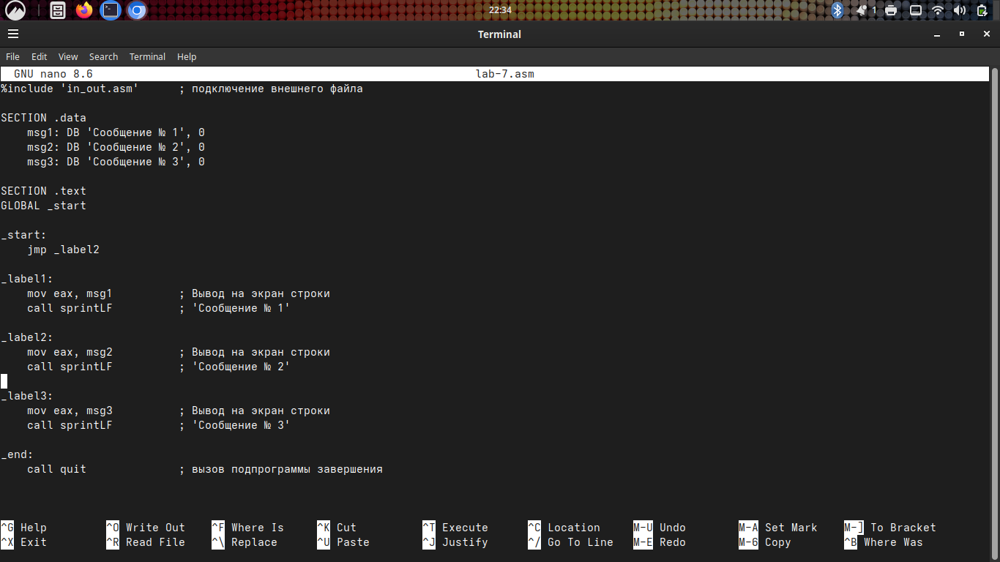 22:34
1
Terminal
File Edit View Search Terminal Help
GNU nano 8.6 lab-7.asm
%include 'in_out.asm' ; подключение внешнего файла
SECTION .data
msg1: DB 'Сообщение № 1', 0
msg2: DB 'Сообщение № 2', 0
msg3: DB 'Сообщение № 3', 0
SECTION .text
GLOBAL _start
_start:
jmp _label2
_label1:
mov eax, msg1 ; Вывод на экран строки
call sprintLF ; 'Сообщение № 1'
_label2:
mov eax, msg2 ; Вывод на экран строки
call sprintLF ; 'Сообщение № 2'
_label3:
mov eax, msg3 ; Вывод на экран строки
call sprintLF ; 'Сообщение № 3'
_end:
call quit ; вызов подпрограммы завершения
^G Help ^O Write Out ^F Where Is ^K Cut ^T Execute ^C Location M-U Undo M-A Set Mark M-] To Bracket
^X Exit ^R Read File ^\ Replace ^U Paste ^J Justify ^/ Go To Line M-E Redo M-6 Copy ^B Where Was